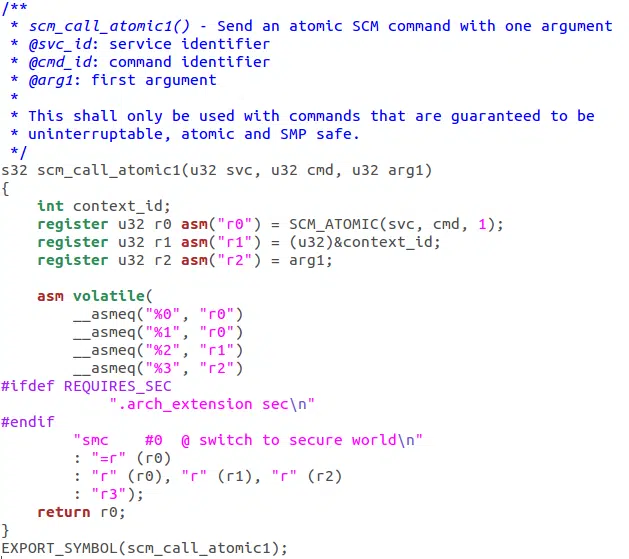 /**
 * scm_call_atomic1() - Send an atomic SCM command with one argument
 * @svc_id: service identifier
 * @cmd_id: command identifier
 * @arg1: first argument
 *
 * This shall only be used with commands that are guaranteed to be
 * uninterruptable, atomic and SMP safe.
 */
s32 scm_call_atomic1(u32 svc, u32 cmd, u32 arg1)
{
    int context_id;
    register u32 r0 asm("r0") = SCM_ATOMIC(svc, cmd, 1);
    register u32 r1 asm("r1") = (u32)&context_id;
    register u32 r2 asm("r2") = arg1;

    asm volatile(
        __asmeq("%0", "r0")
        __asmeq("%1", "r0")
        __asmeq("%2", "r1")
        __asmeq("%3", "r2")
#ifdef REQUIRES_SEC
            ".arch_extension sec\n"
#endif
        "smc    #0  @ switch to secure world\n"
        : "=r" (r0)
        : "r" (r0), "r" (r1), "r" (r2)
        : "r3");
    return r0;
}
EXPORT_SYMBOL(scm_call_atomic1);